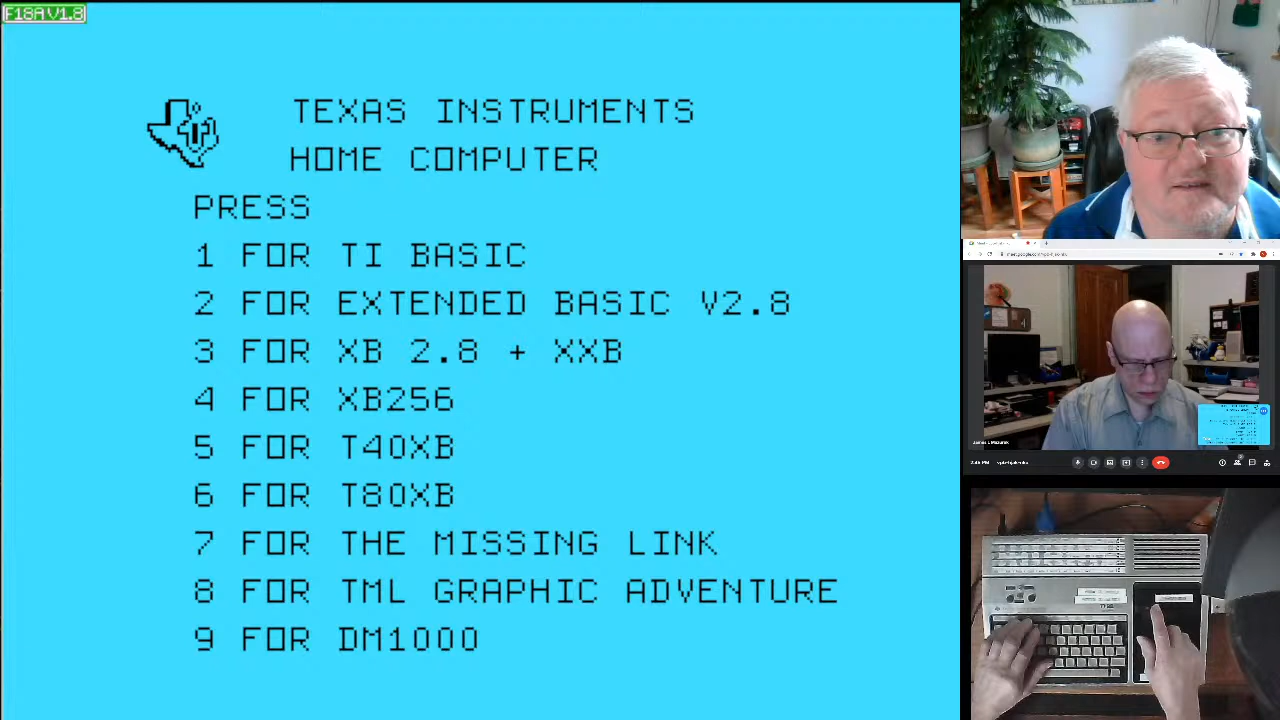 F18A V1.8
TEXAS INSTRUMENTS
HOME COMPUTER
PRESS
1 FOR TI BASIC
2 FOR EXTENDED BASIC V2.8
3 FOR XB 2.8 + XXB
4 FOR XB256
5 FOR T40XB
6 FOR T80XB
7 FOR THE MISSING LINK
8 FOR TML GRAPHIC ADVENTURE
9 FOR DM1000